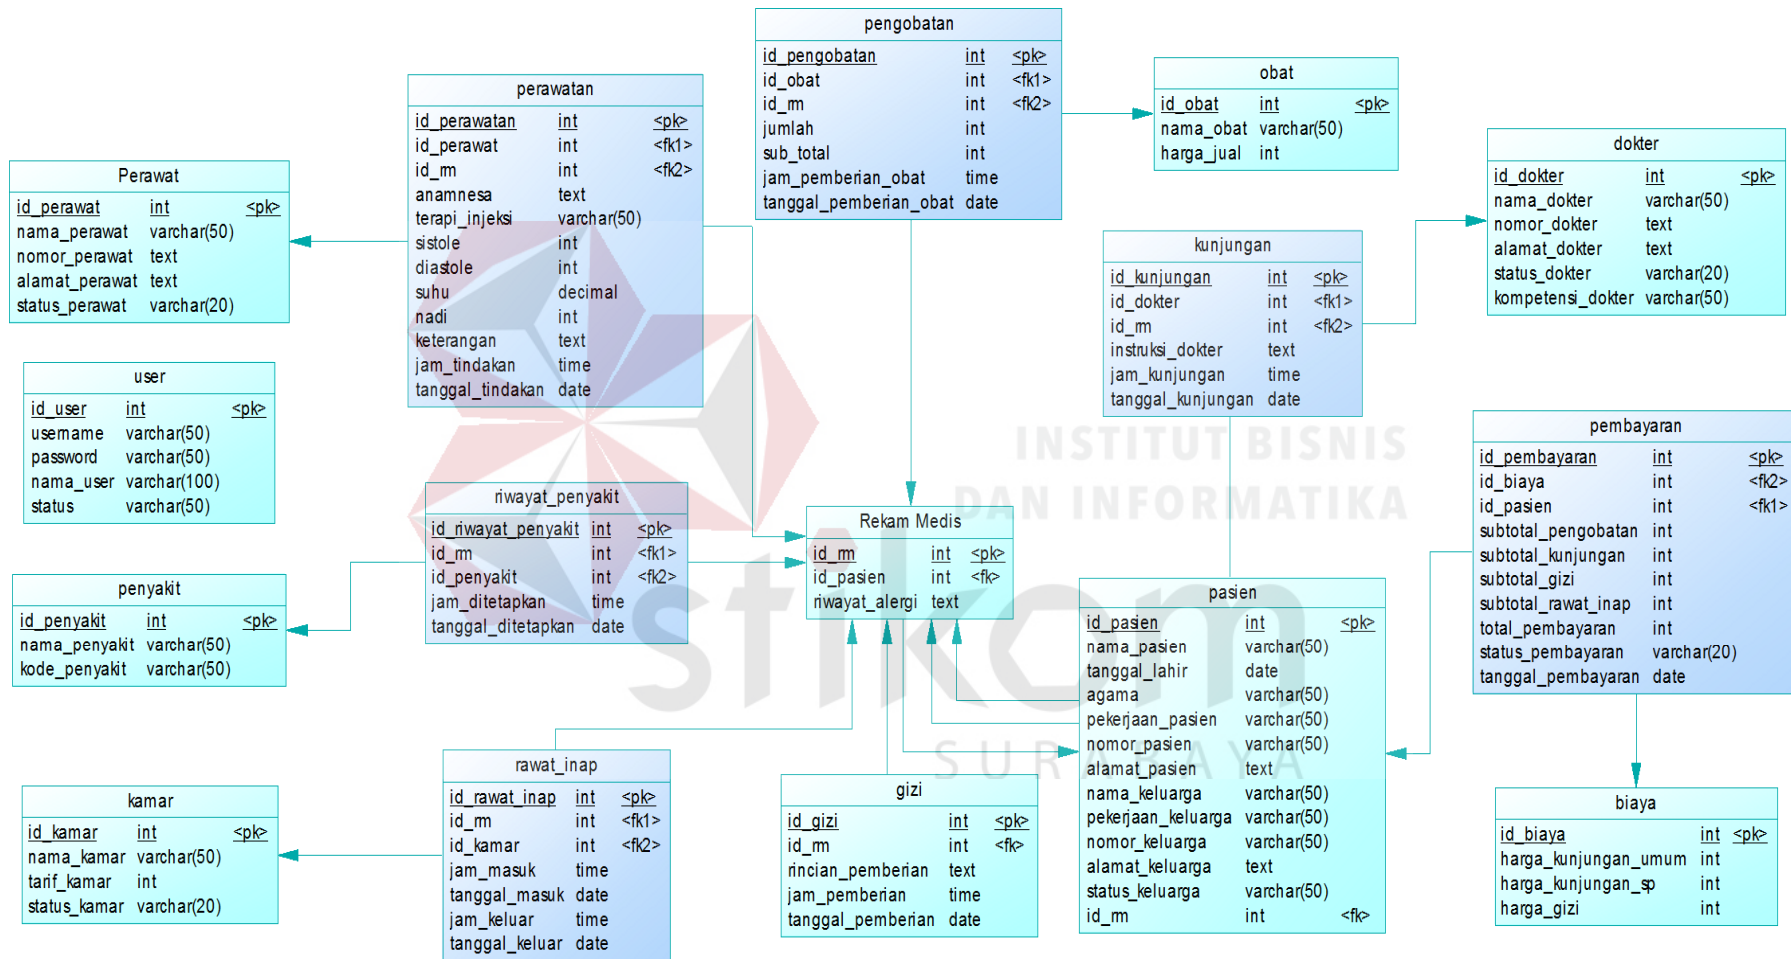 pengobatan
id_pengobatan int <pk>
id_obat int <fk1>
id_rm int <fk2>
jumlah int
sub_total int
jam_pemberian_obat time
tanggal_pemberian_obat date
obat
id_obat int <pk>
nama_obat varchar(50)
harga_jual int
perawatan
id_perawatan int <pk>
id_perawat int <fk1>
id_rm int <fk2>
anamnesa text
terapi_injeksi varchar(50)
sistole int
diastole int
suhu decimal
nadi int
keterangan text
jam_tindakan time
tanggal_tindakan date
dokter
id_dokter int <pk>
nama_dokter varchar(50)
nomor_dokter text
alamat_dokter text
status_dokter varchar(20)
kompetensi_dokter varchar(50)
Perawat
id_perawat int <pk>
nama_perawat varchar(50)
nomor_perawat text
alamat_perawat text
status_perawat varchar(20)
kunjungan
id_kunjungan int <pk>
id_dokter int <fk1>
id_rm int <fk2>
instruksi_dokter text
jam_kunjungan time
tanggal_kunjungan date
user
id_user int <pk>
username varchar(50)
password varchar(50)
nama_user varchar(100)
status varchar(50)
INSTITUT BISNIS
DAN INFORMATIKA
pembayaran
id_pembayaran int <pk>
id_biaya int <fk2>
id_pasien int <fk1>
subtotal_pengobatan int
subtotal_kunjungan int
subtotal_gizi int
subtotal_rawat_inap int
total_pembayaran int
status_pembayaran varchar(20)
tanggal_pembayaran date
riwayat_penyakit
id_riwayat_penyakit int <pk>
id_rm int <fk1>
id_penyakit int <fk2>
jam_ditetapkan time
tanggal_ditetapkan date
Rekam Medis
id_rm int <pk>
id_pasien int <fk>
riwayat_alergi text
penyakit
id_penyakit int <pk>
nama_penyakit varchar(50)
kode_penyakit varchar(50)
stikom
SURABAYA
pasien
id_pasien int <pk>
nama_pasien varchar(50)
tanggal_lahir date
agama varchar(50)
pekerjaan_pasien varchar(50)
nomor_pasien varchar(50)
alamat_pasien text
nama_keluarga varchar(50)
pekerjaan_keluarga varchar(50)
nomor_keluarga varchar(50)
alamat_keluarga text
status_keluarga varchar(50)
id_rm int <fk>
rawat_inap
id_rawat_inap int <pk>
id_rm int <fk1>
id_kamar int <fk2>
jam_masuk time
tanggal_masuk date
jam_keluar time
tanggal_keluar date
gizi
id_gizi int <pk>
id_rm int <fk>
rincian_pemberian text
jam_pemberian time
tanggal_pemberian date
kamar
id_kamar int <pk>
nama_kamar varchar(50)
tarif_kamar int
status_kamar varchar(20)
biaya
id_biaya int <pk>
harga_kunjungan_umum int
harga_kunjungan_sp int
harga_gizi int